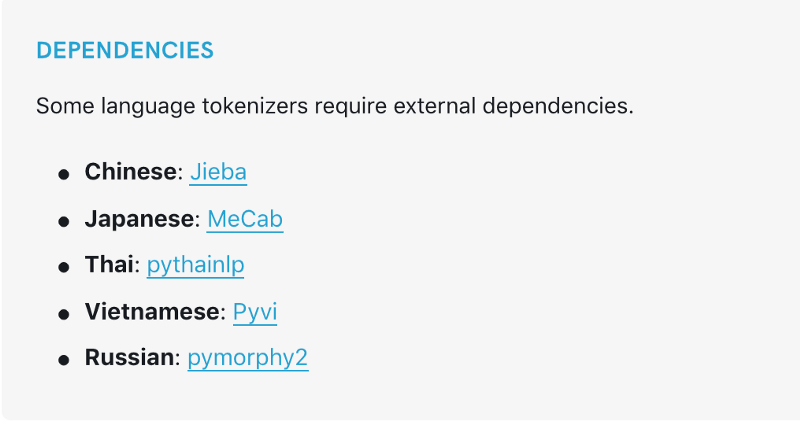 DEPENDENCIES
Some language tokenizers require external dependencies.
• Chinese: Jieba
• Japanese: MeCab
• Thai: pythainlp
• Vietnamese: Pyvi
• Russian: pymorphy2